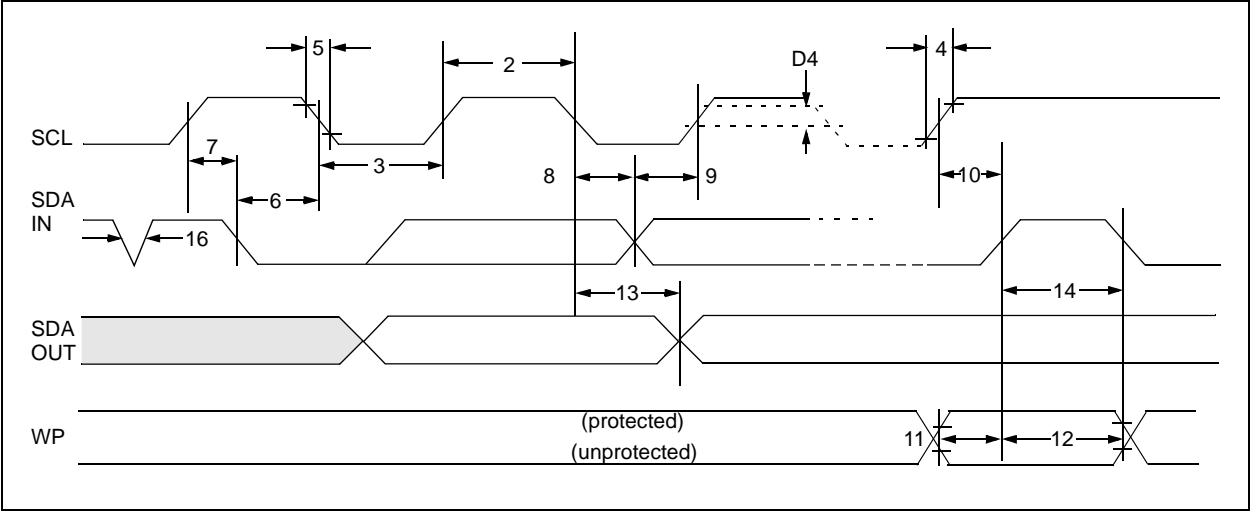 5
2
D4
4
SCL
7
3
8
9
10
SDA
IN
6
16
13
14
SDA
OUT
(protected)
WP
11
12
(unprotected)